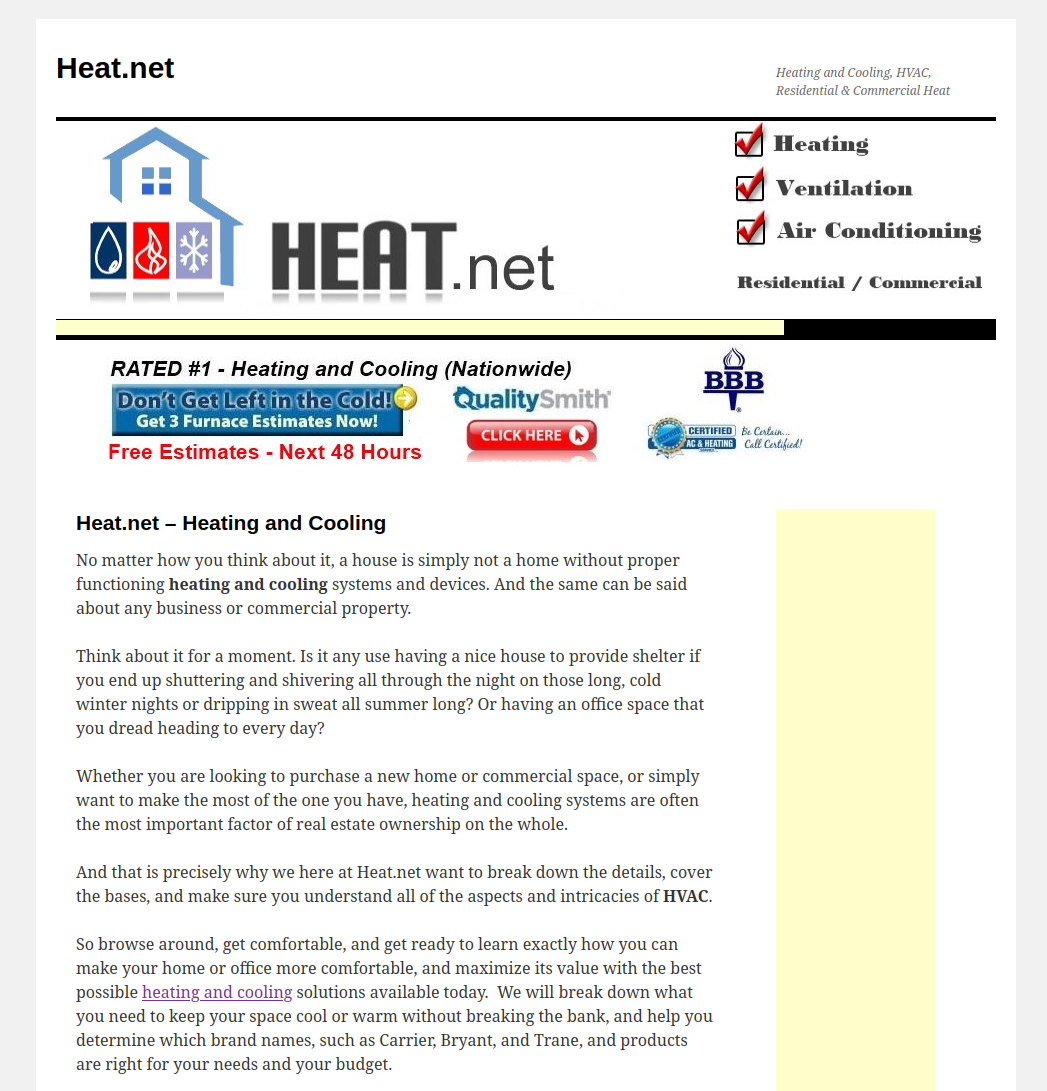 Heat.net
Heating and Cooling, HVAC,
Residential & Commercial Heat
Heating
Ventilation
Air Conditioning
HEAT.net
Residential / Commercial
RATED #1 - Heating and Cooling (Nationwide)
Don't Get Left in the Cold!
Get 3 Furnace Estimates Now!
Free Estimates - Next 48 Hours
QualitySmith
CLICK HERE
BBB
CERTIFIED
AC & HEATING
SERVICE
Be Certain...
Call Certified!
Heat.net – Heating and Cooling
No matter how you think about it, a house is simply not a home without proper
functioning heating and cooling systems and devices. And the same can be said
about any business or commercial property.
Think about it for a moment. Is it any use having a nice house to provide shelter if
you end up shuttering and shivering all through the night on those long, cold
winter nights or dripping in sweat all summer long? Or having an office space that
you dread heading to every day?
Whether you are looking to purchase a new home or commercial space, or simply
want to make the most of the one you have, heating and cooling systems are often
the most important factor of real estate ownership on the whole.
And that is precisely why we here at Heat.net want to break down the details, cover
the bases, and make sure you understand all of the aspects and intricacies of HVAC.
So browse around, get comfortable, and get ready to learn exactly how you can
make your home or office more comfortable, and maximize its value with the best
possible heating and cooling solutions available today.  We will break down what
you need to keep your space cool or warm without breaking the bank, and help you
determine which brand names, such as Carrier, Bryant, and Trane, and products
are right for your needs and your budget.